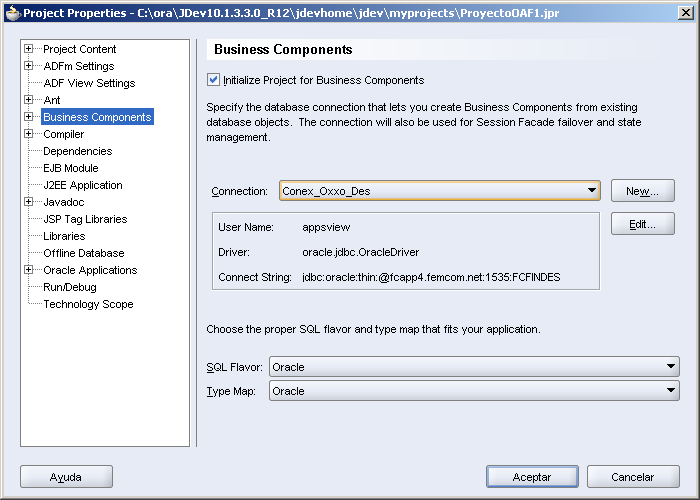 Project Properties - C:\ora\JDev10.1.3.3.0_R12\jdevhome\jdev\myprojects\ProyectoOAF1.jpr
Project Content
ADFm Settings
ADF View Settings
Ant
Business Components
Compiler
Dependencies
EJB Module
J2EE Application
Javadoc
JSP Tag Libraries
Libraries
Offline Database
Oracle Applications
Run/Debug
Technology Scope
Business Components
Initialize Project for Business Components
Specify the database connection that lets you create Business Components from existing
database objects. The connection will also be used for Session Facade failover and state
management.
Connection: Conex_Oxxo_Des New...
User Name: appsview Edit...
Driver: oracle.jdbc.OracleDriver
Connect String: jdbc:oracle:thin:@fcapp4.femcom.net:1535:FCFINDES
Choose the proper SQL flavor and type map that fits your application.
SQL Flavor: Oracle
Type Map: Oracle
Ayuda Aceptar Cancelar